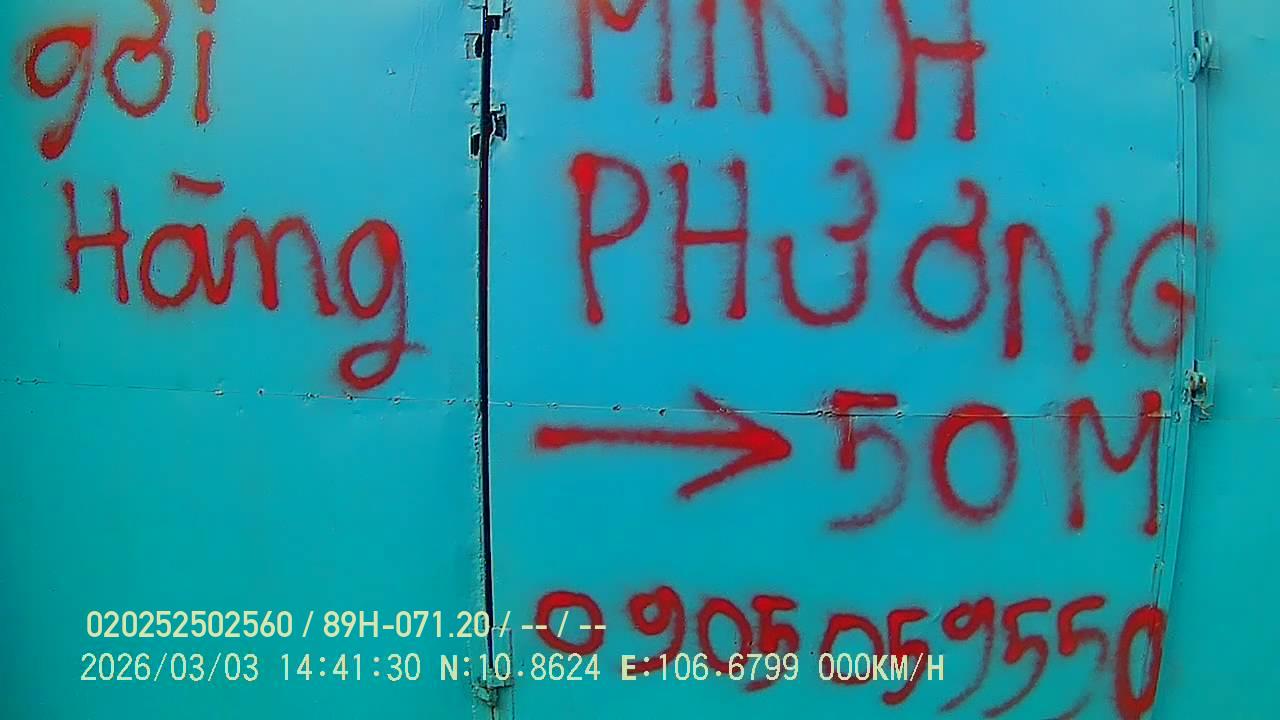 gởi
Hàng
MINH
PHƯƠNG
→ 50 M
0905059550
020252502560 / 89H-071.20 / -- / --
2026/03/03 14:41:30 N:10.8624 E:106.6799 000KM/H